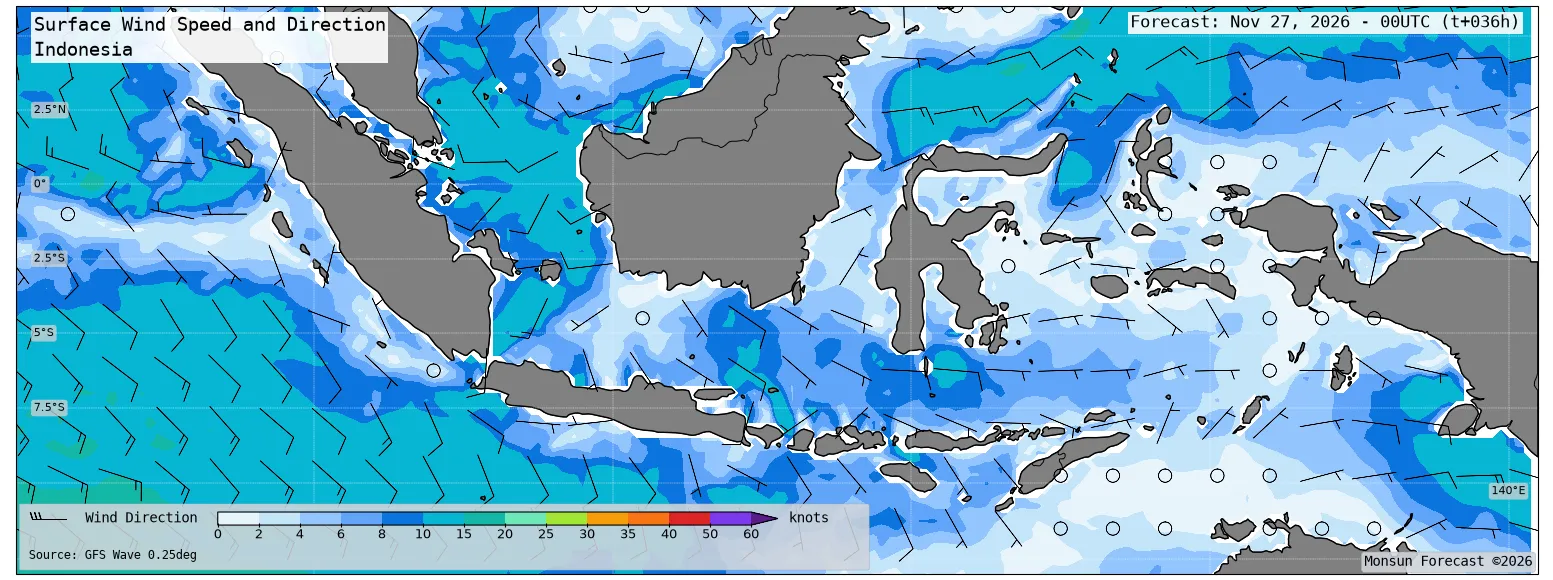 Surface Wind Speed and Direction
Indonesia
Forecast: Nov 27, 2026 - 00UTC (t+036h)
2.5°N
0°
2.5°S
5°S
7.5°S
140°E
Wind Direction
0 2 4 6 8 10 15 20 25 30 35 40 50 60
knots
Source: GFS Wave 0.25deg
Monsun Forecast ©2026